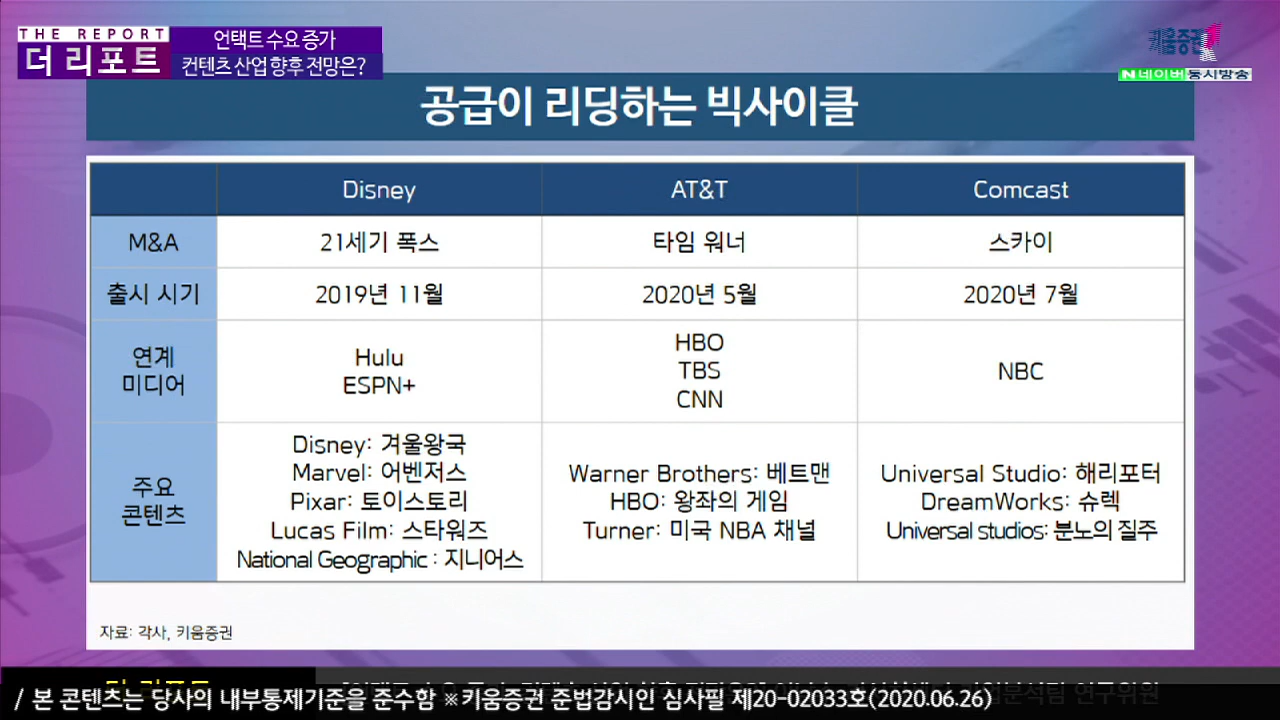 THE REPORT
더 리포트
언택트 수요 증가
컨텐츠 산업 향후 전망은?
키움증권
N 네이버 동시방송
공급이 리딩하는 빅사이클
Disney AT&T Comcast
M&A 21세기 폭스 타임 워너 스카이
출시 시기 2019년 11월 2020년 5월 2020년 7월
연계
미디어
Hulu
ESPN+
HBO
TBS
CNN
NBC
주요
콘텐츠
Disney: 겨울왕국
Marvel: 어벤저스
Pixar: 토이스토리
Lucas Film: 스타워즈
National Geographic : 지니어스
Warner Brothers: 베트맨
HBO: 왕좌의 게임
Turner: 미국 NBA 채널
Universal Studio: 해리포터
DreamWorks: 슈렉
Universal studios: 분노의 질주
자료: 각사, 키움증권
/ 본 콘텐츠는 당사의 내부통제기준을 준수함 ※키움증권 준법감시인 심사필 제20-02033호(2020.06.26)